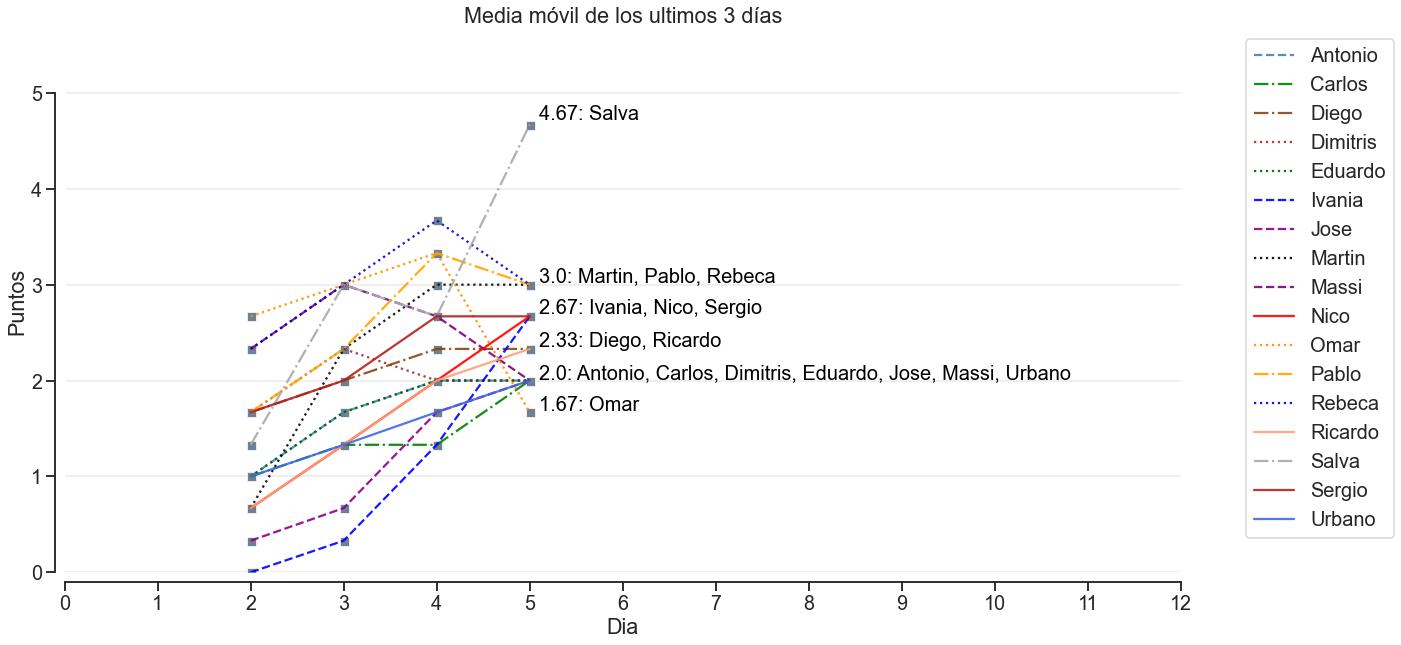 Media móvil de los ultimos 3 días
Puntos
5
4
3
2
1
0
4.67: Salva
3.0: Martin, Pablo, Rebeca
2.67: Ivania, Nico, Sergio
2.33: Diego, Ricardo
2.0: Antonio, Carlos, Dimitris, Eduardo, Jose, Massi, Urbano
1.67: Omar
0 1 2 3 4 5 6 7 8 9 10 11 12
Dia
Antonio
Carlos
Diego
Dimitris
Eduardo
Ivania
Jose
Martin
Massi
Nico
Omar
Pablo
Rebeca
Ricardo
Salva
Sergio
Urbano